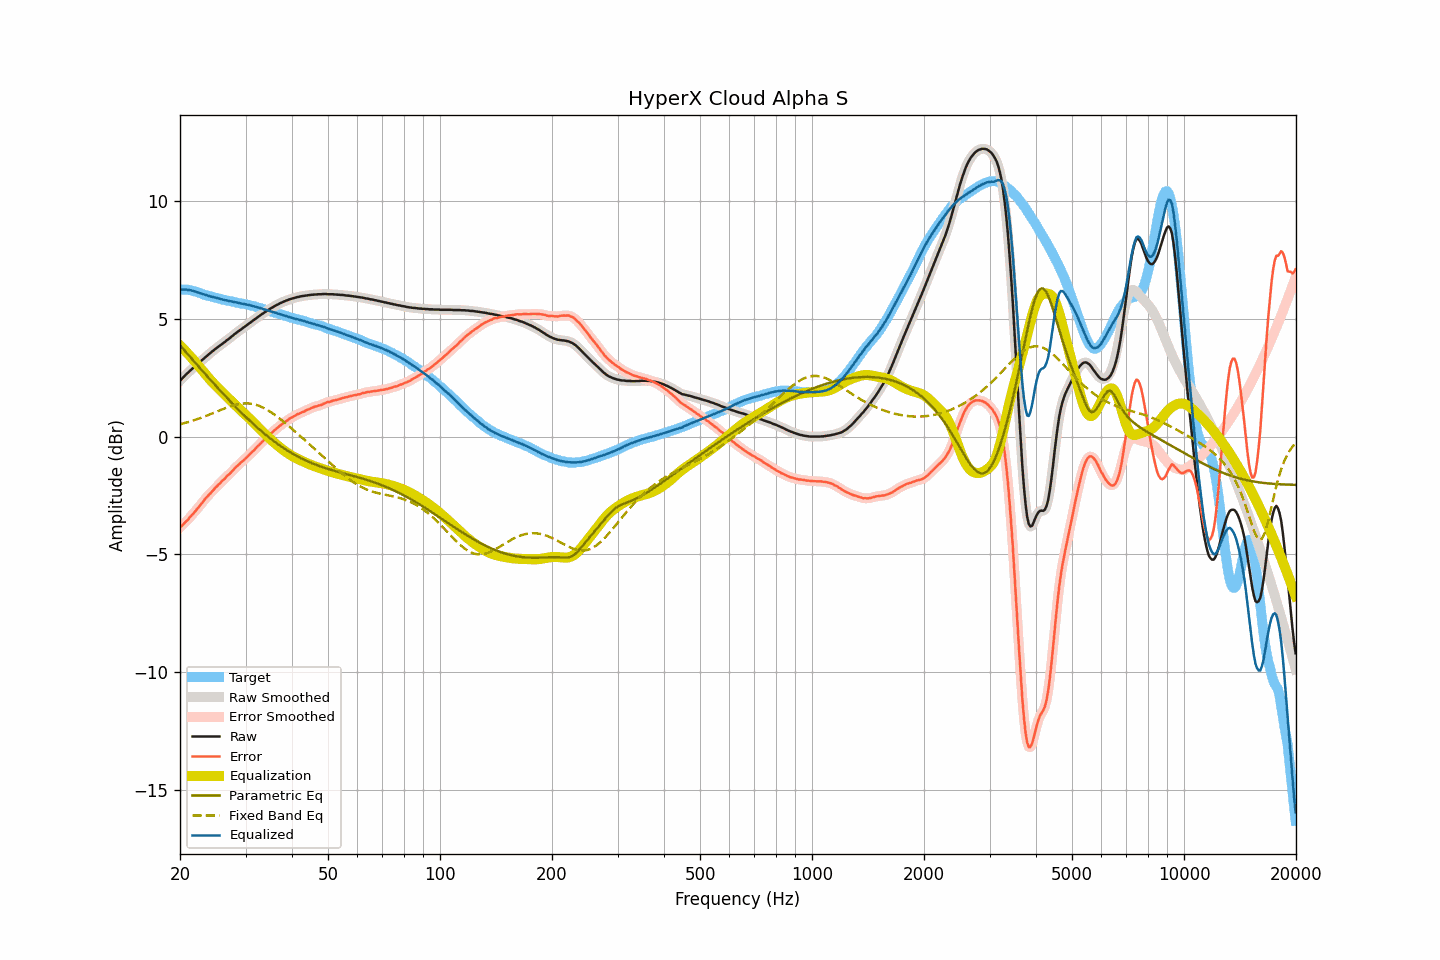 HyperX Cloud Alpha S
Amplitude (dBr)
10
5
0
−5
−10
−15
Target
Raw Smoothed
Error Smoothed
Raw
Error
Equalization
Parametric Eq
Fixed Band Eq
Equalized
20 50 100 200 500 1000 2000 5000 10000 20000
Frequency (Hz)